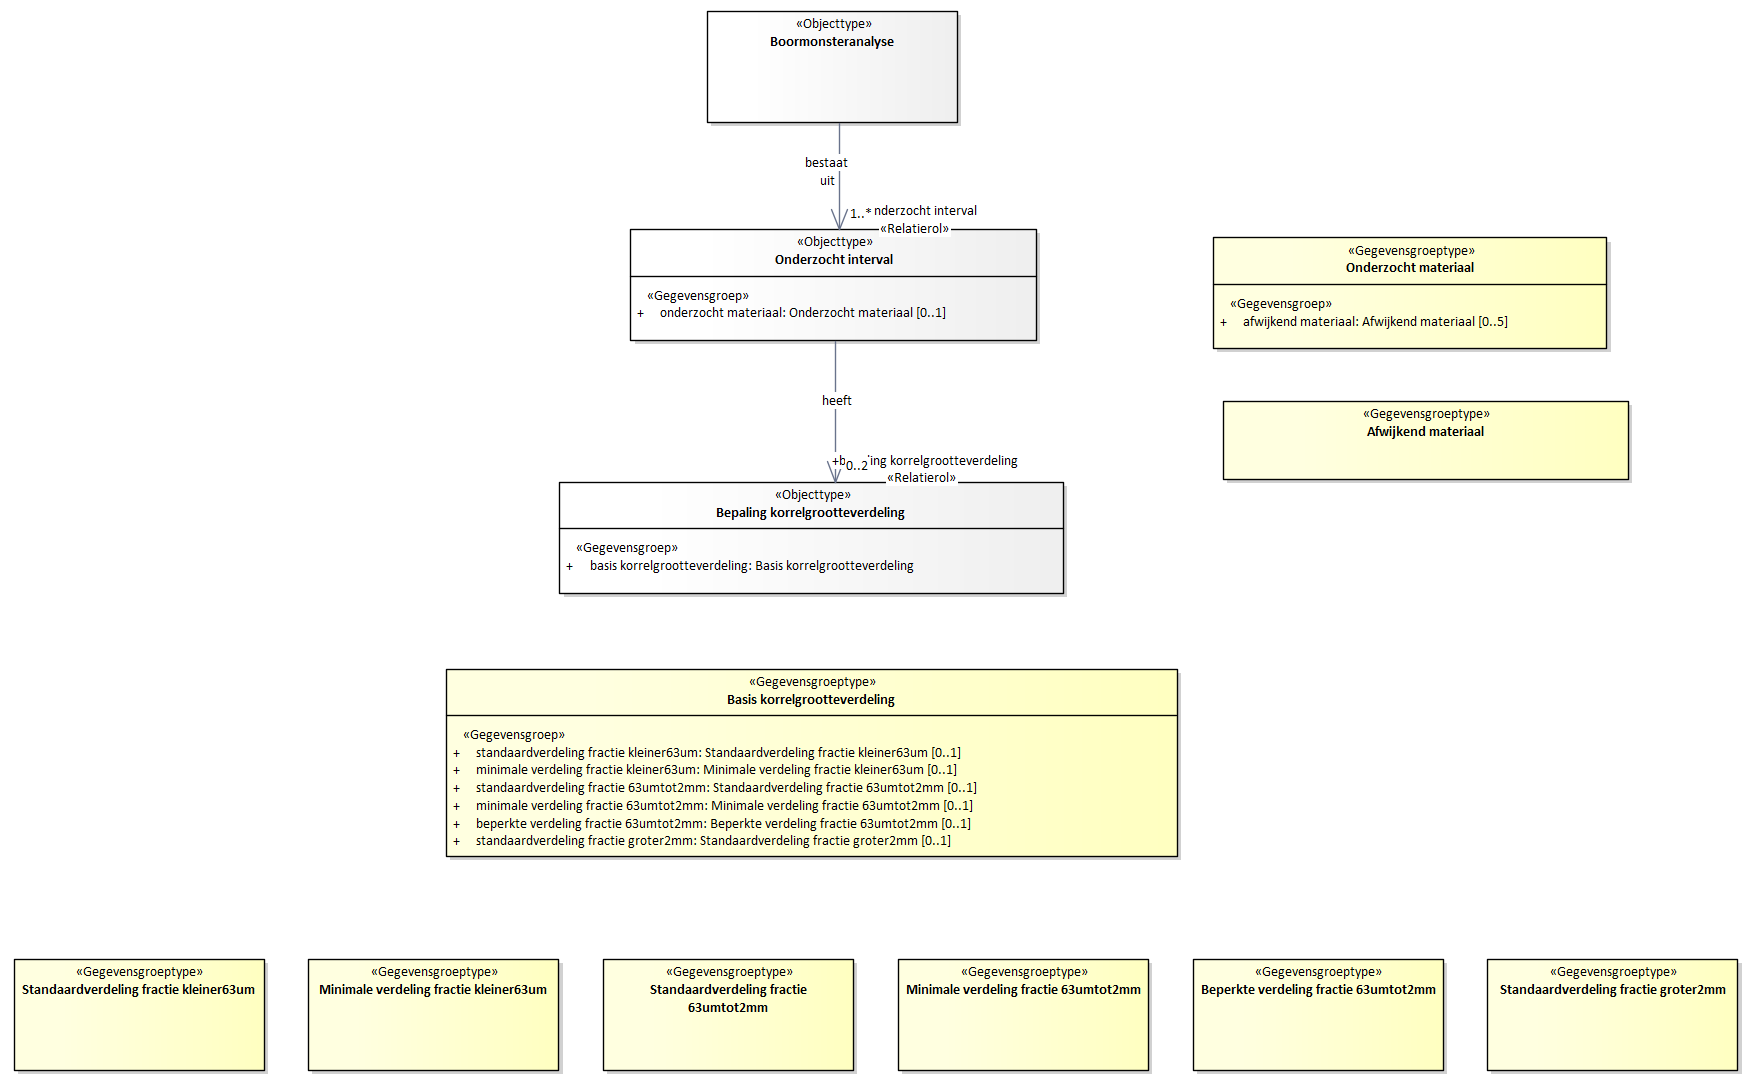 «Objecttype»
Boormonsteranalyse
bestaat
uit
1..* nderzocht interval
«Relatierol»
«Objecttype»
Onderzocht interval
«Gegevensgroep»
+ onderzocht materiaal: Onderzocht materiaal [0..1]
«Gegevensgroeptype»
Onderzocht materiaal
«Gegevensgroep»
+ afwijkend materiaal: Afwijkend materiaal [0..5]
«Gegevensgroeptype»
Afwijkend materiaal
heeft
+b 0..2 ing korrelgrootteverdeling
«Relatierol»
«Objecttype»
Bepaling korrelgrootteverdeling
«Gegevensgroep»
+ basis korrelgrootteverdeling: Basis korrelgrootteverdeling
«Gegevensgroeptype»
Basis korrelgrootteverdeling
«Gegevensgroep»
+ standaardverdeling fractie kleiner63um: Standaardverdeling fractie kleiner63um [0..1]
+ minimale verdeling fractie kleiner63um: Minimale verdeling fractie kleiner63um [0..1]
+ standaardverdeling fractie 63umtot2mm: Standaardverdeling fractie 63umtot2mm [0..1]
+ minimale verdeling fractie 63umtot2mm: Minimale verdeling fractie 63umtot2mm [0..1]
+ beperkte verdeling fractie 63umtot2mm: Beperkte verdeling fractie 63umtot2mm [0..1]
+ standaardverdeling fractie groter2mm: Standaardverdeling fractie groter2mm [0..1]
«Gegevensgroeptype»
Standaardverdeling fractie kleiner63um
«Gegevensgroeptype»
Minimale verdeling fractie kleiner63um
«Gegevensgroeptype»
Standaardverdeling fractie
63umtot2mm
«Gegevensgroeptype»
Minimale verdeling fractie 63umtot2mm
«Gegevensgroeptype»
Beperkte verdeling fractie 63umtot2mm
«Gegevensgroeptype»
Standaardverdeling fractie groter2mm